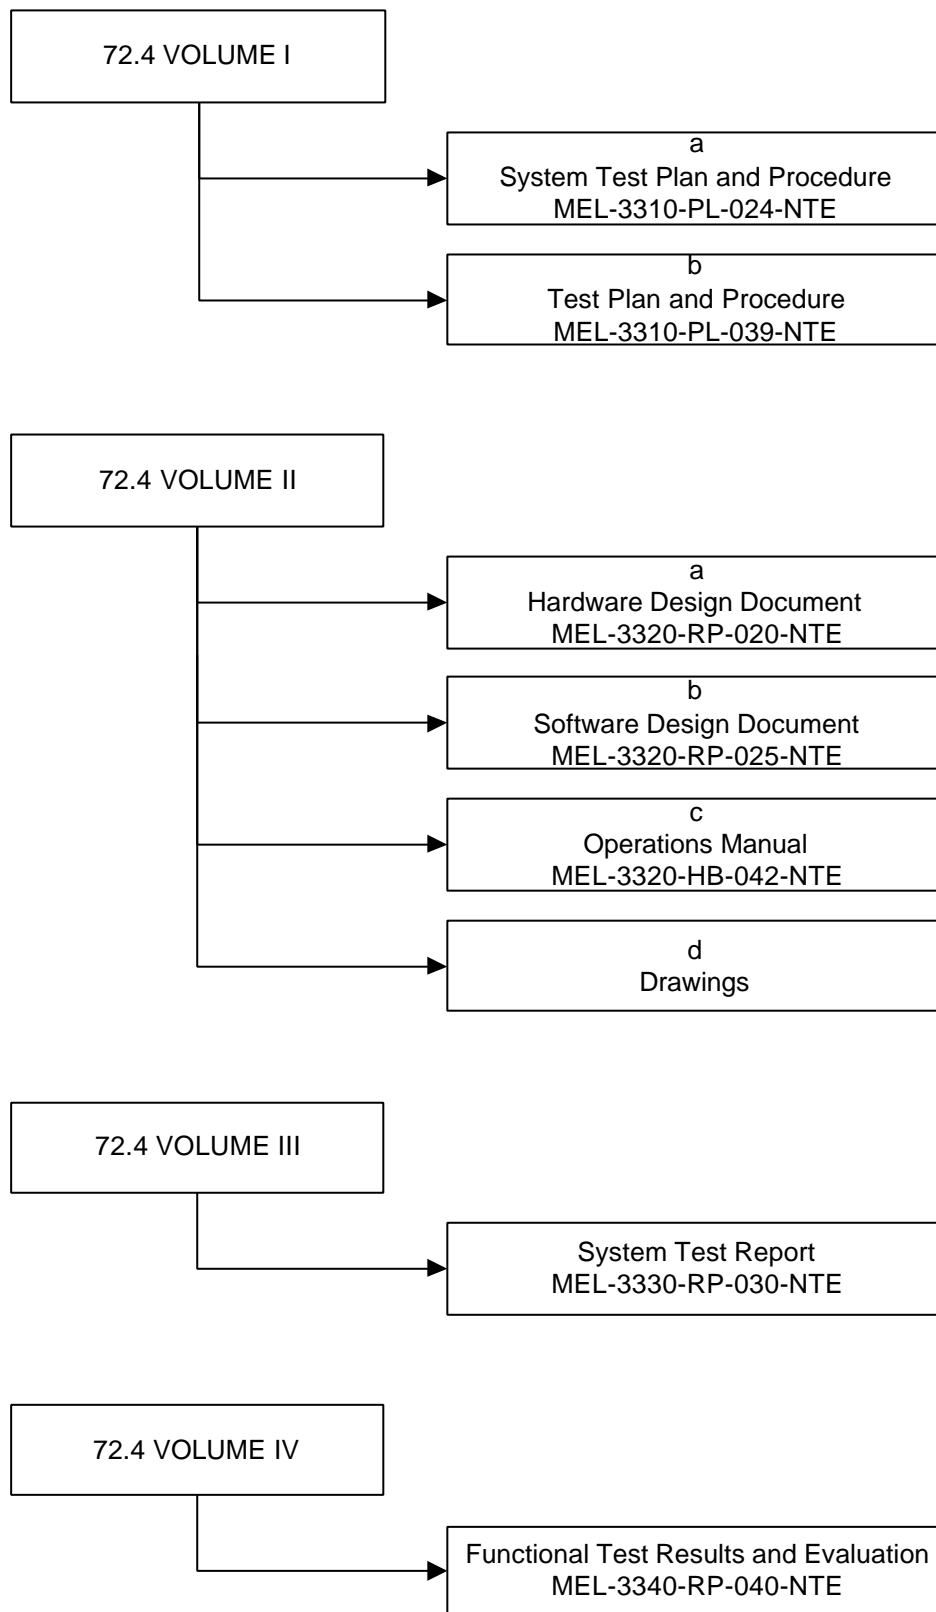 72.4 VOLUME I
a
System Test Plan and Procedure
MEL-3310-PL-024-NTE
b
Test Plan and Procedure
MEL-3310-PL-039-NTE
72.4 VOLUME II
a
Hardware Design Document
MEL-3320-RP-020-NTE
b
Software Design Document
MEL-3320-RP-025-NTE
c
Operations Manual
MEL-3320-HB-042-NTE
d
Drawings
72.4 VOLUME III
System Test Report
MEL-3330-RP-030-NTE
72.4 VOLUME IV
Functional Test Results and Evaluation
MEL-3340-RP-040-NTE